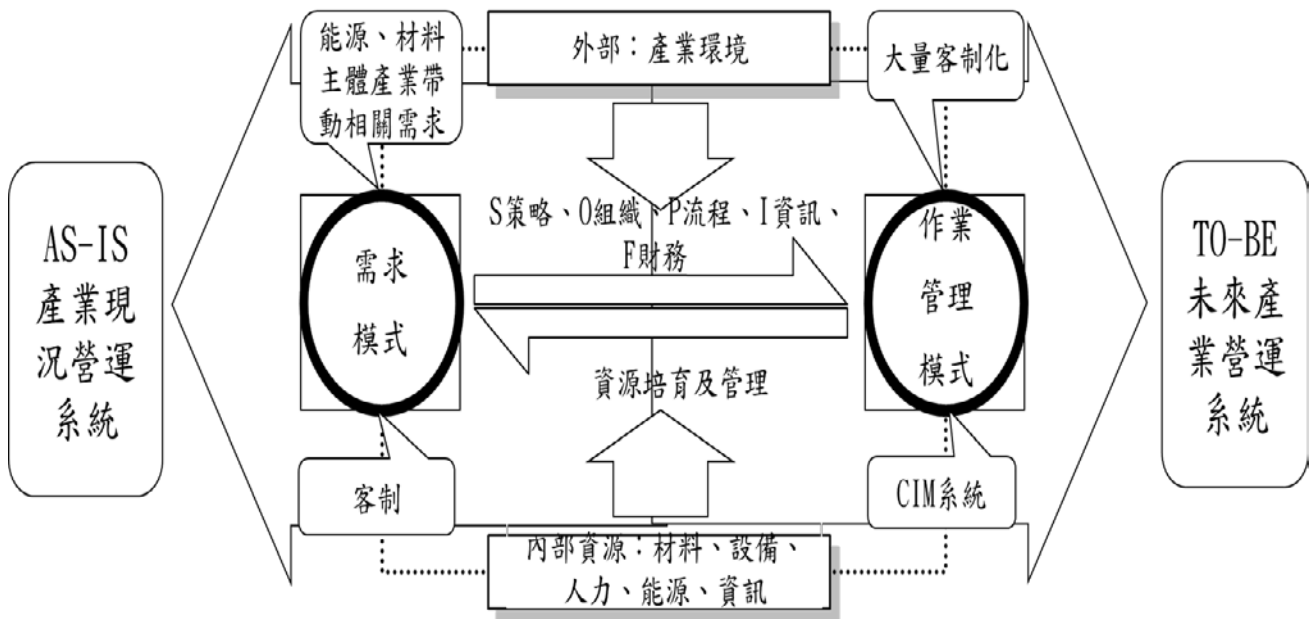 能源、材料
主體產業帶
動相關需求
外部：產業環境
大量客制化
AS-IS
產業現
況營運
系統
需求
模式
S策略、O組織、P流程、I資訊、
F財務
資源培育及管理
作業
管理
模式
TO-BE
未來產
業營運
系統
客制
CIM系統
內部資源：材料、設備、
人力、能源、資訊